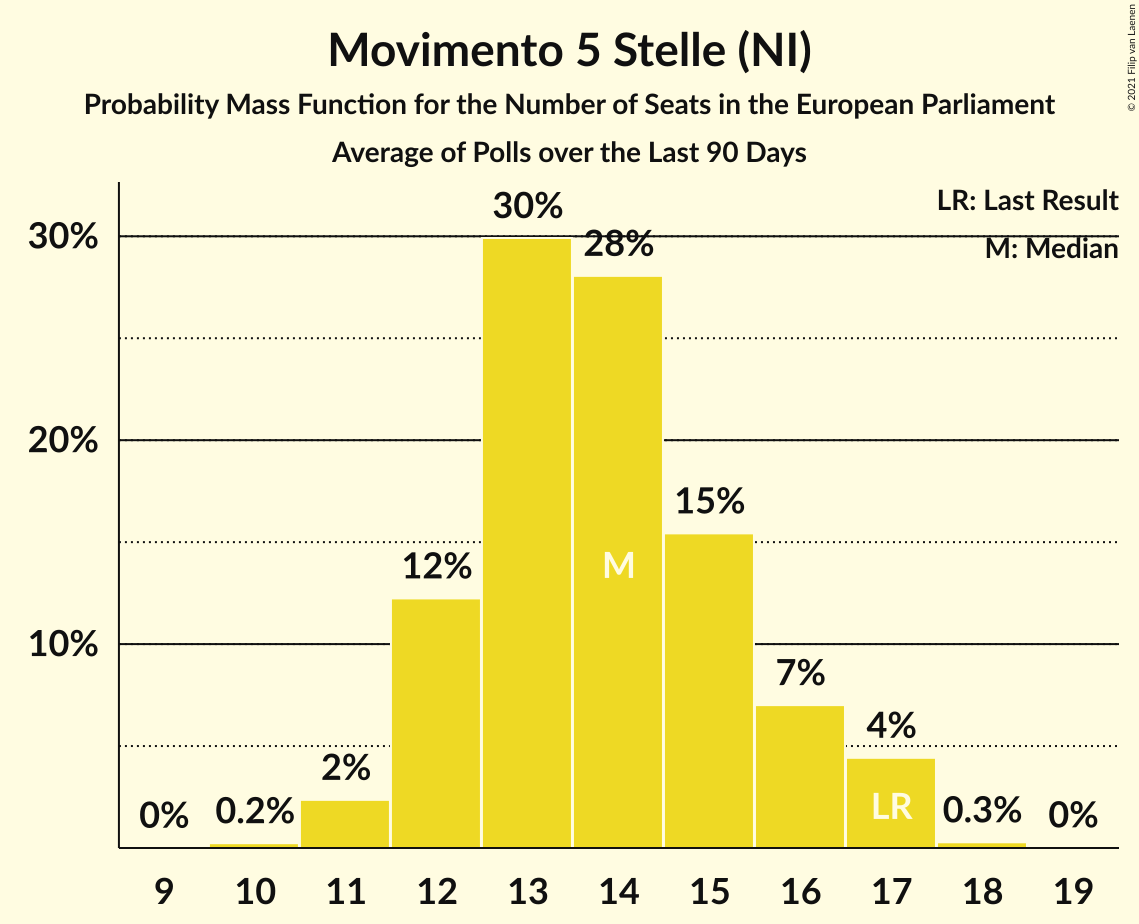 Movimento 5 Stelle (NI)
Probability Mass Function for the Number of Seats in the European Parliament
Average of Polls over the Last 90 Days
© 2021 Filip van Laenen
LR: Last Result
M: Median
30%
20%
10%
0%
0.2%
2%
12%
30%
28%
15%
7%
4%
0.3%
0%
M
LR
9 10 11 12 13 14 15 16 17 18 19